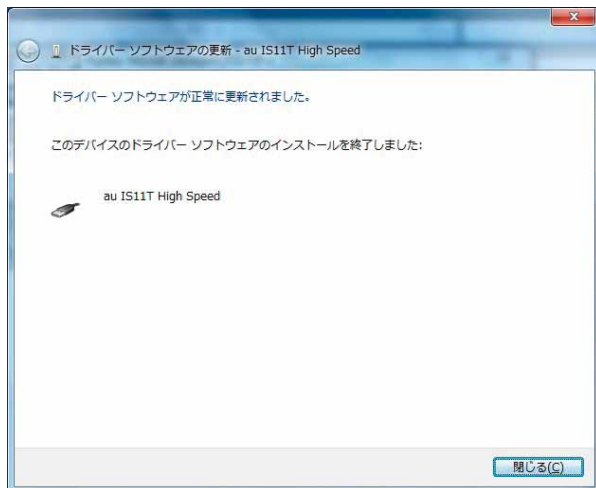 ドライバー ソフトウェアの更新 - au IS11T High Speed
ドライバー ソフトウェアが正常に更新されました。
このデバイスのドライバー ソフトウェアのインストールを終了しました:
au IS11T High Speed
閉じる(C)